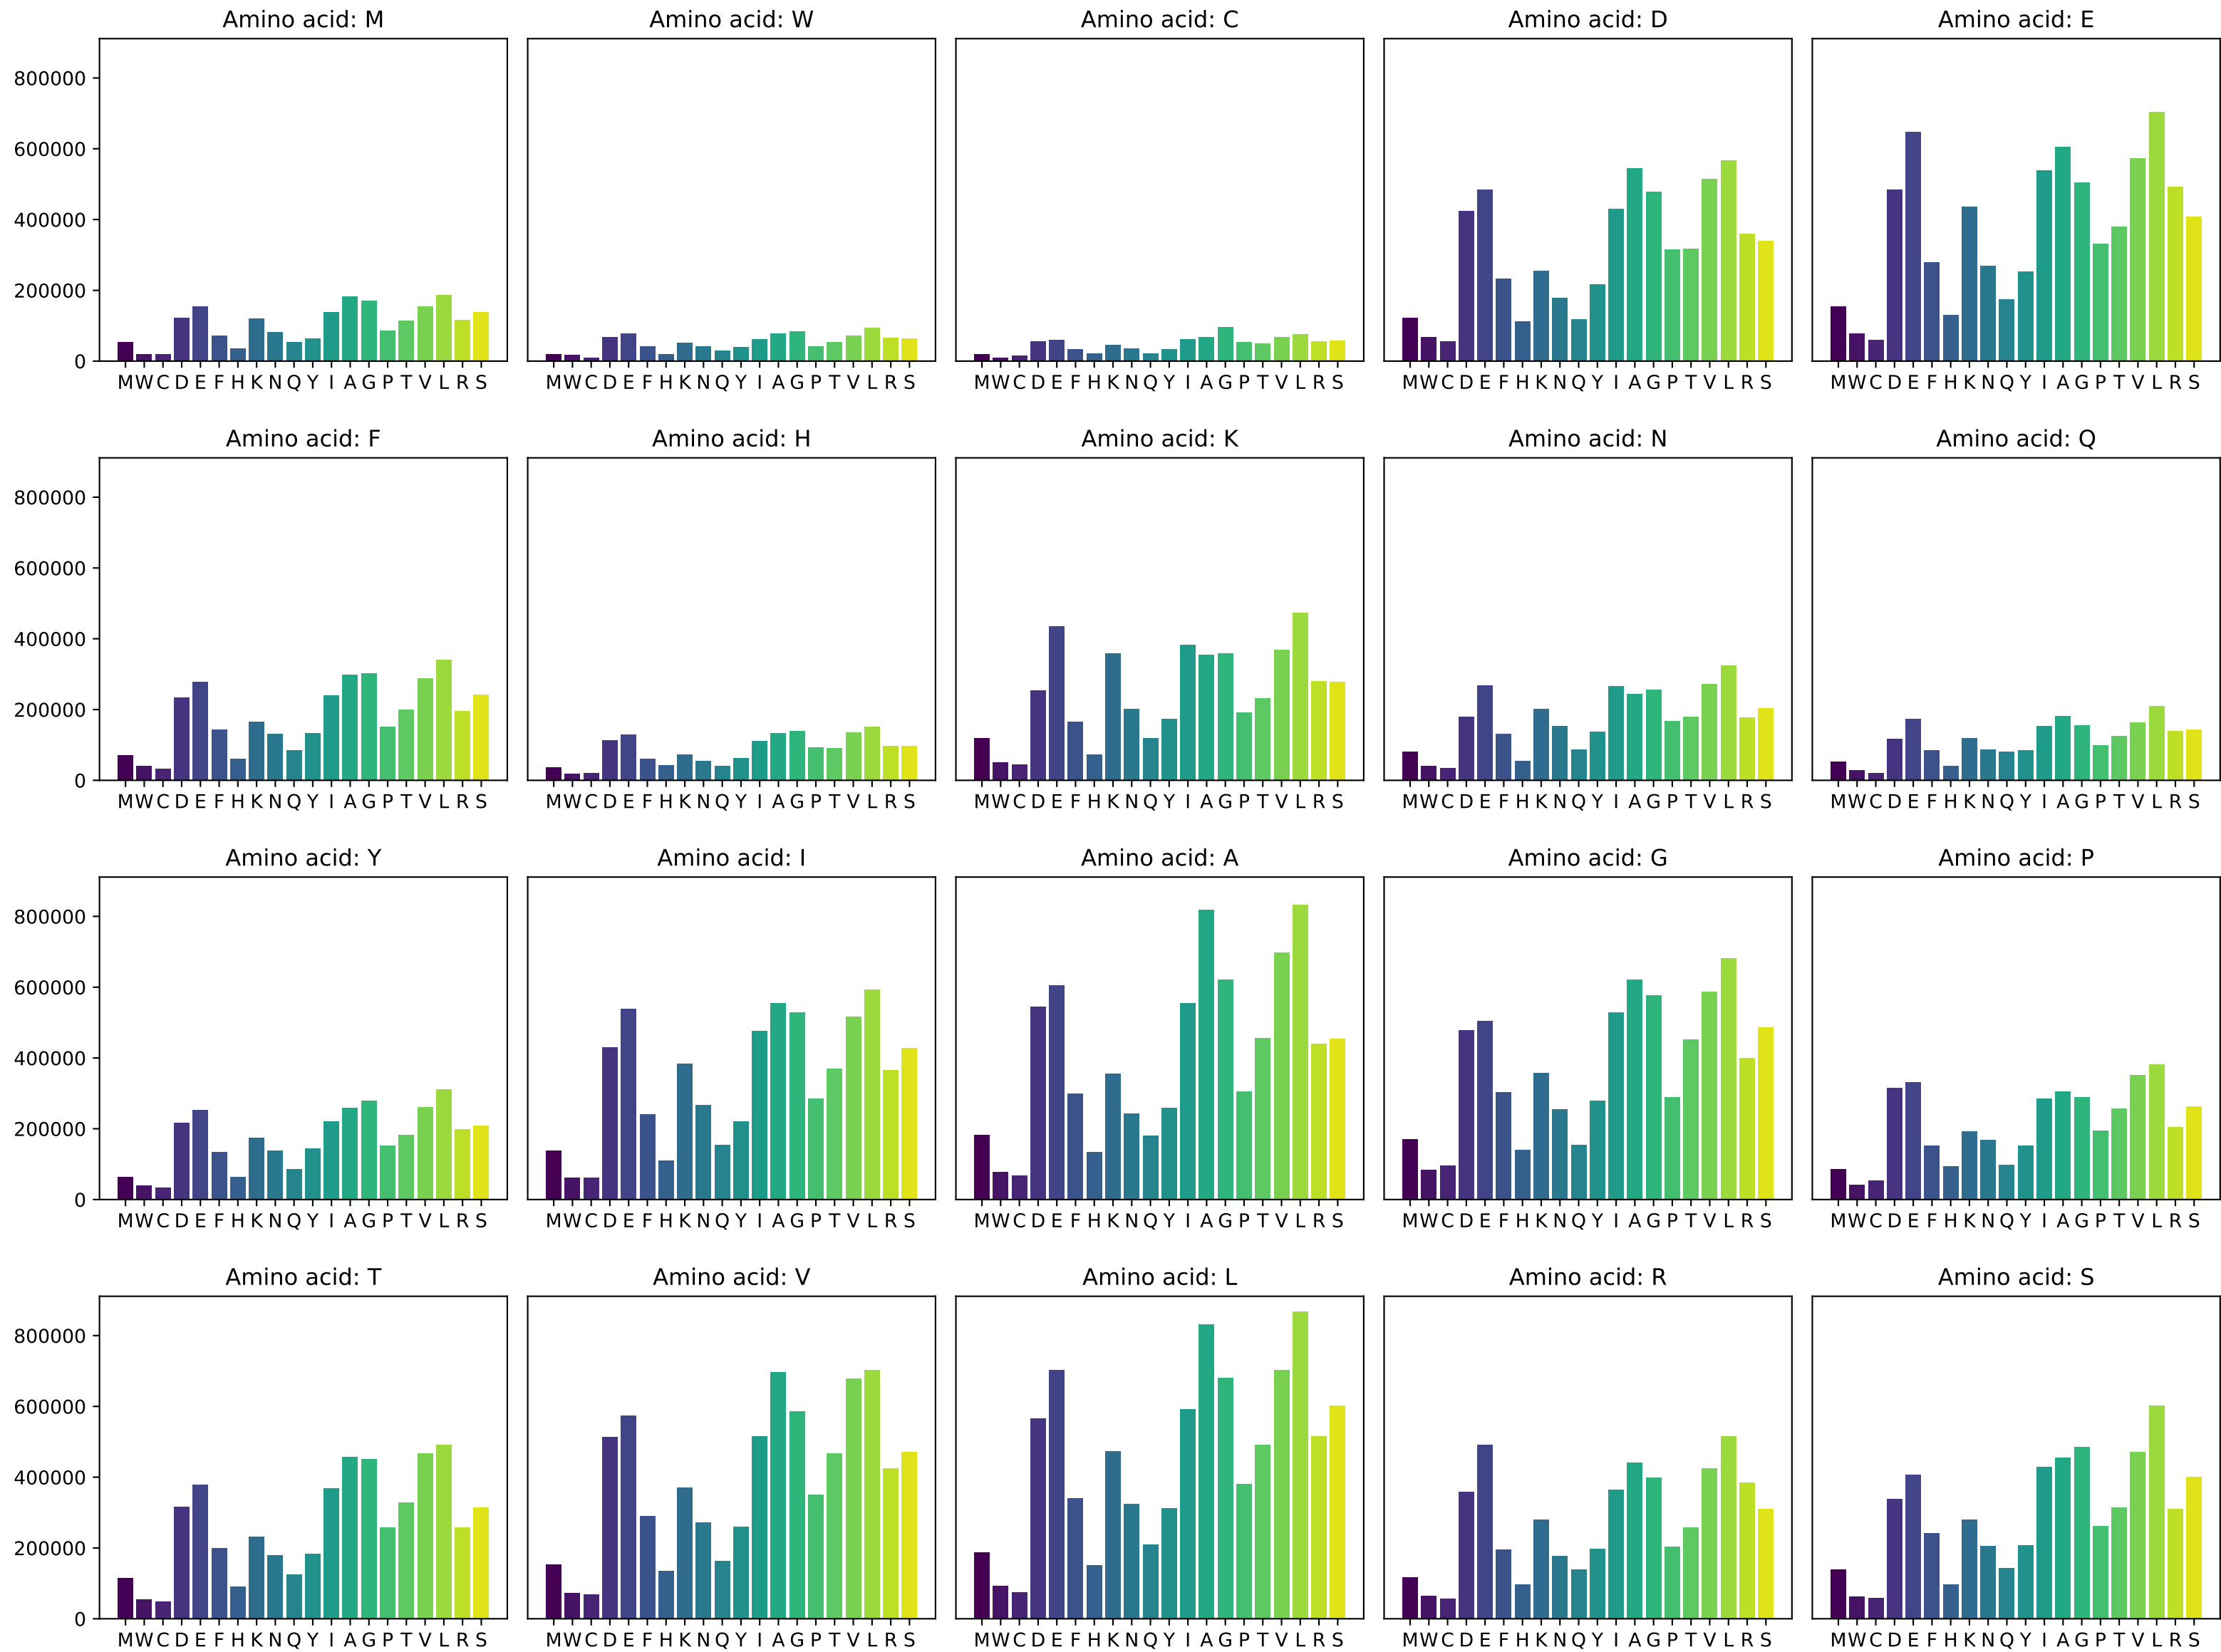 Amino acid: M Amino acid: W Amino acid: C Amino acid: D Amino acid: E
800000
600000
400000
200000
0
M W C D E F H K N Q Y I A G P T V L R S M W C D E F H K N Q Y I A G P T V L R S M W C D E F H K N Q Y I A G P T V L R S M W C D E F H K N Q Y I A G P T V L R S M W C D E F H K N Q Y I A G P T V L R S
Amino acid: F Amino acid: H Amino acid: K Amino acid: N Amino acid: Q
800000
600000
400000
200000
0
M W C D E F H K N Q Y I A G P T V L R S M W C D E F H K N Q Y I A G P T V L R S M W C D E F H K N Q Y I A G P T V L R S M W C D E F H K N Q Y I A G P T V L R S M W C D E F H K N Q Y I A G P T V L R S
Amino acid: Y Amino acid: I Amino acid: A Amino acid: G Amino acid: P
800000
600000
400000
200000
0
M W C D E F H K N Q Y I A G P T V L R S M W C D E F H K N Q Y I A G P T V L R S M W C D E F H K N Q Y I A G P T V L R S M W C D E F H K N Q Y I A G P T V L R S M W C D E F H K N Q Y I A G P T V L R S
Amino acid: T Amino acid: V Amino acid: L Amino acid: R Amino acid: S
800000
600000
400000
200000
0
M W C D E F H K N Q Y I A G P T V L R S M W C D E F H K N Q Y I A G P T V L R S M W C D E F H K N Q Y I A G P T V L R S M W C D E F H K N Q Y I A G P T V L R S M W C D E F H K N Q Y I A G P T V L R S